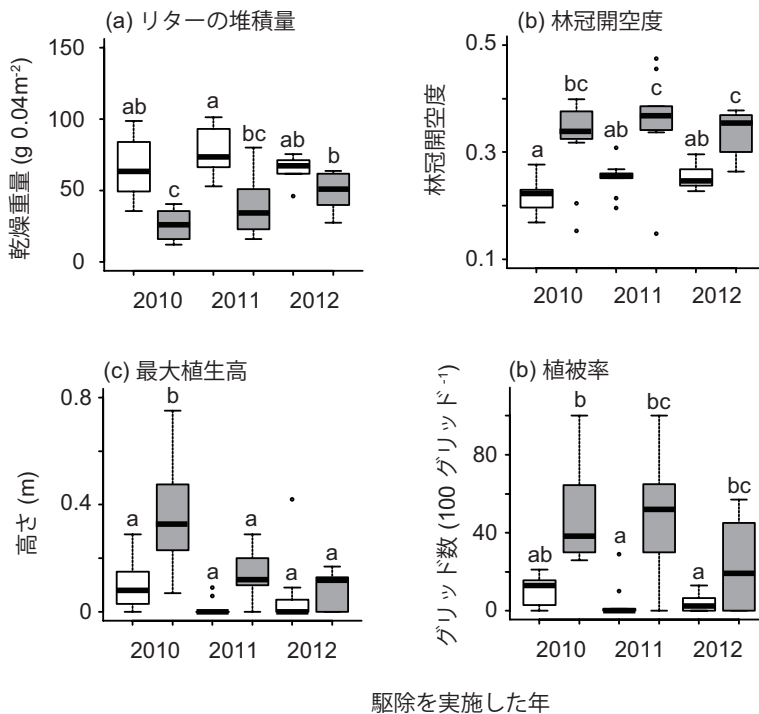 (a) リターの堆積量
乾燥重量 (g 0.04m-2)
150
100
50
0
ab
c
a
bc
ab
b
2010
2011
2012
(b) 林冠開空度
林冠開空度
0.5
0.3
0.1
a
bc
ab
c
ab
c
2010
2011
2012
(c) 最大植生高
高さ (m)
0.8
0.4
0
a
b
a
a
a
a
2010
2011
2012
(b) 植被率
グリッド数 (100 グリッド-1)
80
40
0
ab
b
a
bc
a
bc
2010
2011
2012
駆除を実施した年